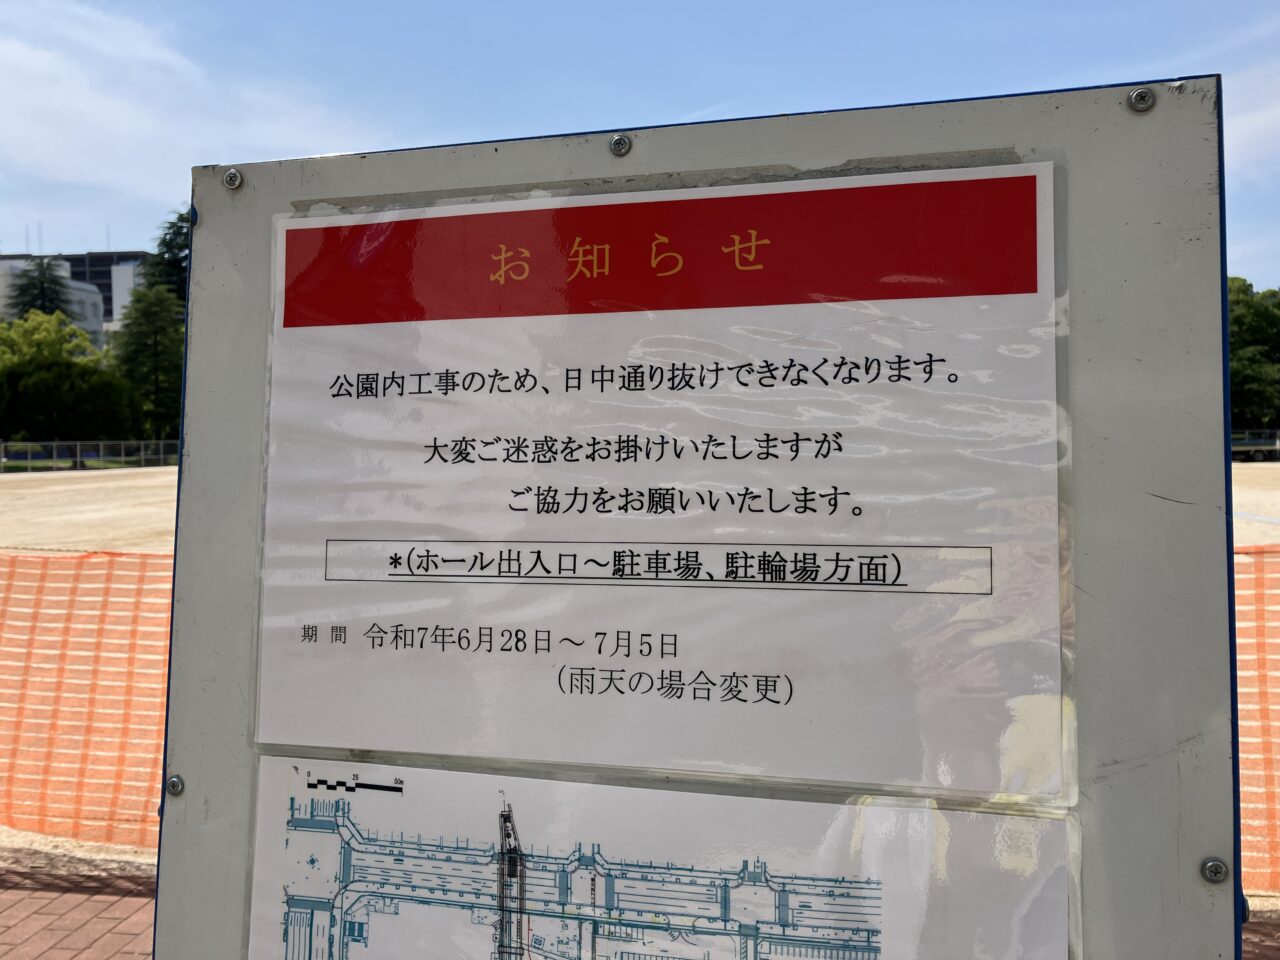 お知らせ
公園内工事のため、日中通り抜けできなくなります。
大変ご迷惑をお掛けいたしますが
ご協力をお願いいたします。
*(ホール出入口～駐車場、駐輪場方面)
期間 令和7年6月28日～7月5日
(雨天の場合変更)
0 25 50m